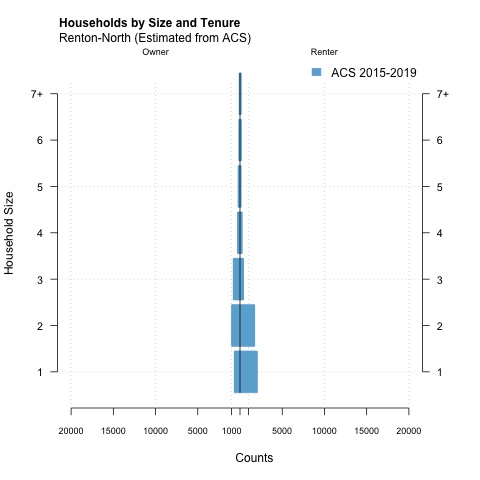 Households by Size and Tenure
Renton-North (Estimated from ACS)
Owner Renter
ACS 2015-2019
7+ 7+
6 6
5 5
4 4
3 3
2 2
1 1
Household Size
20000 15000 10000 5000 1000 5000 10000 15000 20000
Counts